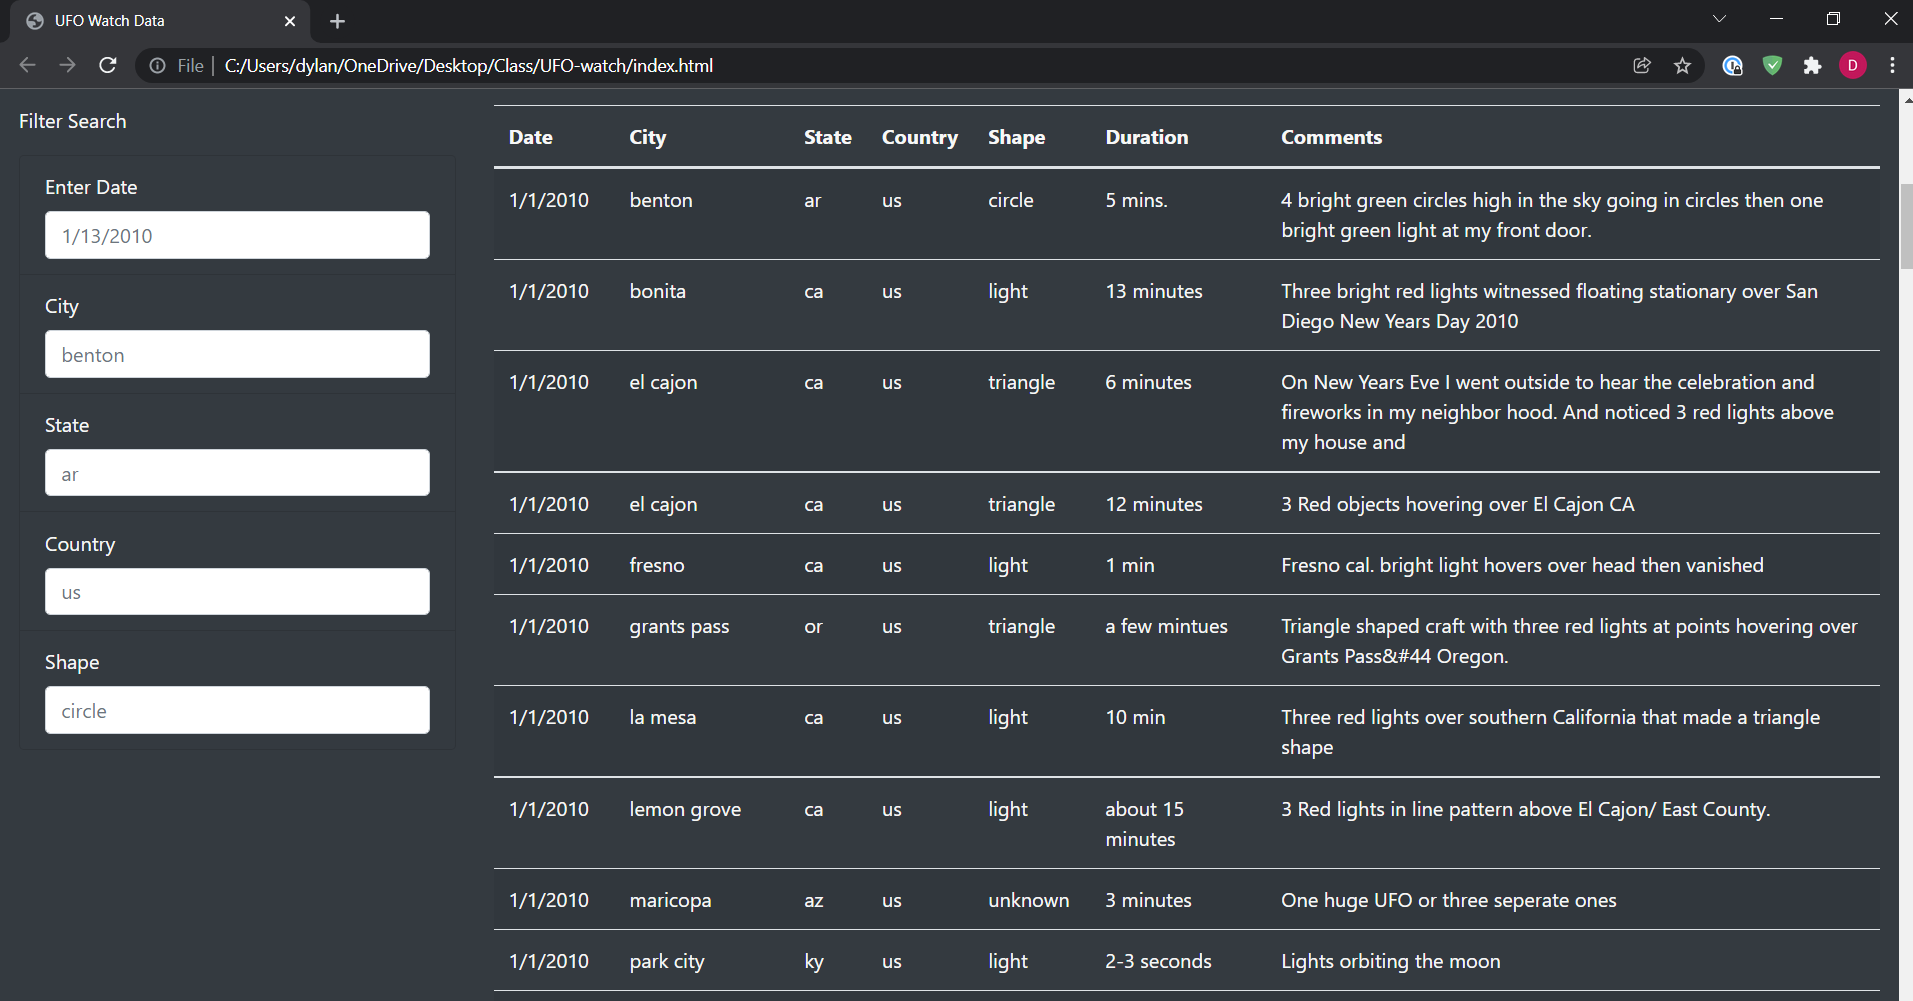 UFO Watch Data
File | C:/Users/dylan/OneDrive/Desktop/Class/UFO-watch/index.html
D
Filter Search
Enter Date
1/13/2010
City
benton
State
ar
Country
us
Shape
circle
Date City State Country Shape Duration Comments
1/1/2010 benton ar us circle 5 mins. 4 bright green circles high in the sky going in circles then one
bright green light at my front door.
1/1/2010 bonita ca us light 13 minutes Three bright red lights witnessed floating stationary over San
Diego New Years Day 2010
1/1/2010 el cajon ca us triangle 6 minutes On New Years Eve I went outside to hear the celebration and
fireworks in my neighbor hood. And noticed 3 red lights above
my house and
1/1/2010 el cajon ca us triangle 12 minutes 3 Red objects hovering over El Cajon CA
1/1/2010 fresno ca us light 1 min Fresno cal. bright light hovers over head then vanished
1/1/2010 grants pass or us triangle a few mintues Triangle shaped craft with three red lights at points hovering over
Grants Pass&#44 Oregon.
1/1/2010 la mesa ca us light 10 min Three red lights over southern California that made a triangle
shape
1/1/2010 lemon grove ca us light about 15 3 Red lights in line pattern above El Cajon/ East County.
minutes
1/1/2010 maricopa az us unknown 3 minutes One huge UFO or three seperate ones
1/1/2010 park city ky us light 2-3 seconds Lights orbiting the moon